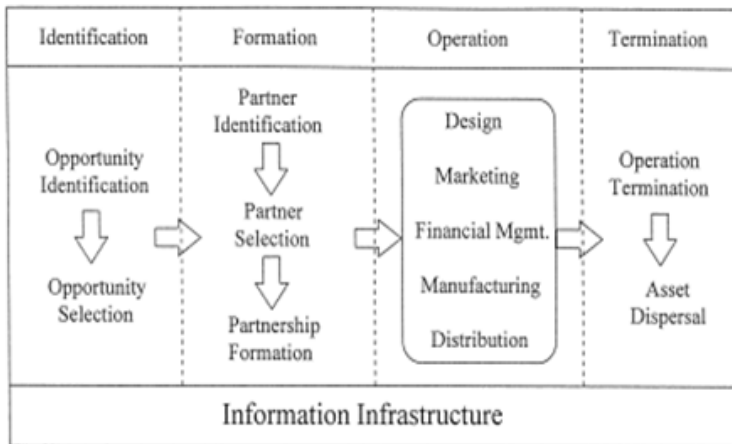 Identification
Formation
Operation
Termination
Opportunity
Identification
Opportunity
Selection
Partner
Identification
Partner
Selection
Partnership
Formation
Design
Marketing
Financial Mgmt.
Manufacturing
Distribution
Operation
Termination
Asset
Dispersal
Information Infrastructure